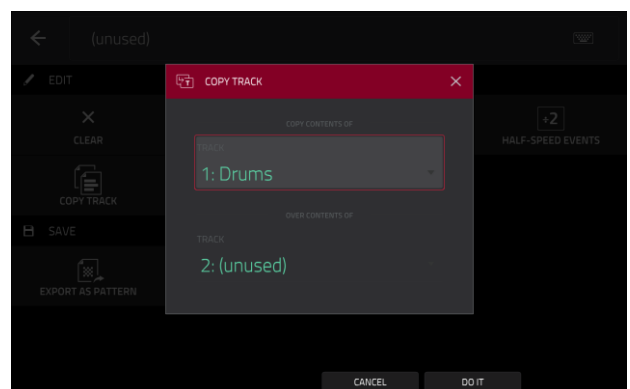 (unused)
EDIT
COPY TRACK
CLEAR
COPY CONTENTS OF
TRACK
1: Drums
÷2
HALF-SPEED EVENTS
COPY TRACK
OVER CONTENTS OF
SAVE
TRACK
2: (unused)
EXPORT AS PATTERN
CANCEL
DO IT